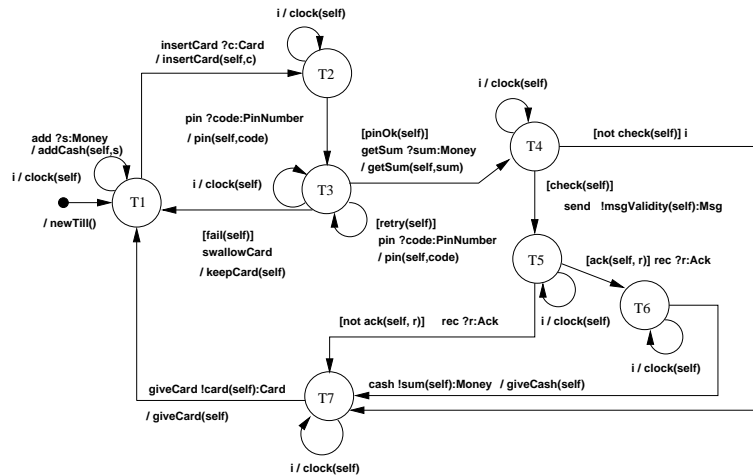 i / clock(self)
insertCard ?c:Card
/ insertCard(self,c)
T2
i / clock(self)
pin ?code:PinNumber
/ pin(self,code)
[pinOk(self)]
getSum ?sum:Money
/ getSum(self,sum)
T4
[not check(self)] i
add ?s:Money
/ addCash(self,s)
i / clock(self)
T1
/ newTill()
i / clock(self)
T3
[check(self)]
send !msgValidity(self):Msg
[fail(self)]
swallowCard
/ keepCard(self)
[retry(self)]
pin ?code:PinNumber
/ pin(self,code)
T5
[ack(self, r)] rec ?r:Ack
T6
i / clock(self)
[not ack(self, r)] rec ?r:Ack
i / clock(self)
giveCard !card(self):Card
/ giveCard(self)
T7
cash !sum(self):Money / giveCash(self)
i / clock(self)